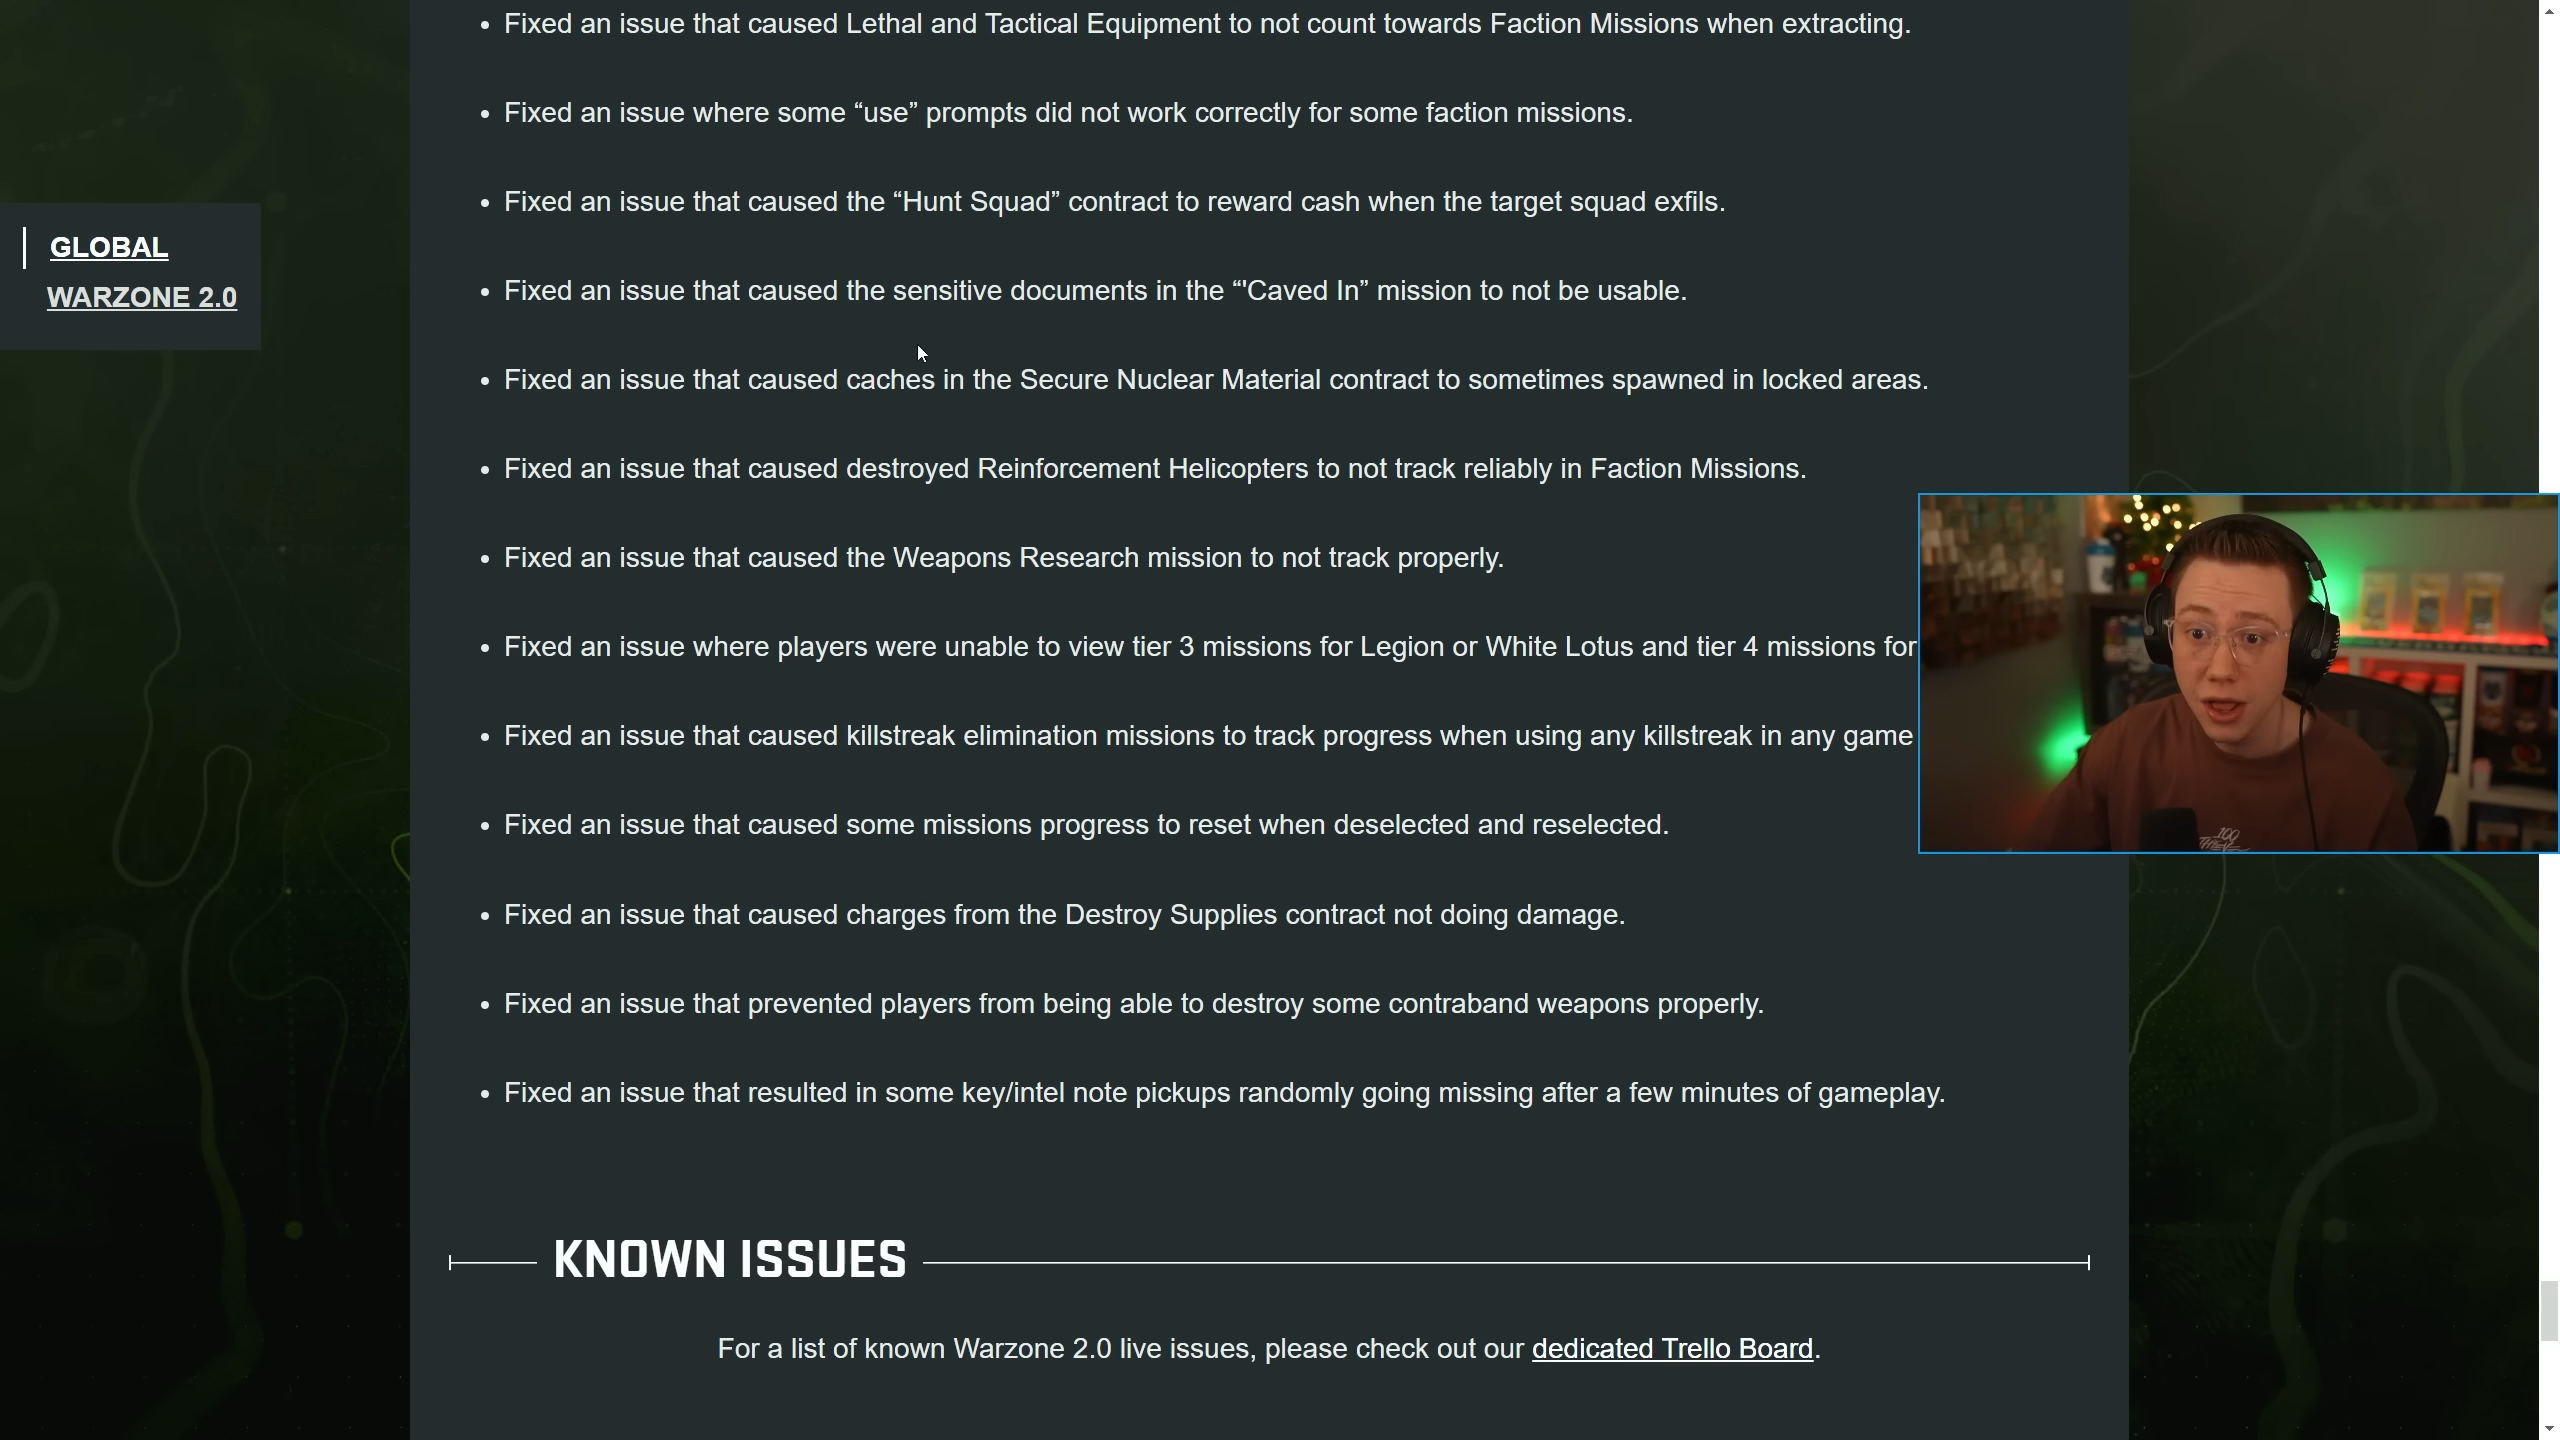 Fixed an issue that caused Lethal and Tactical Equipment to not count towards Faction Missions when extracting.
Fixed an issue where some “use” prompts did not work correctly for some faction missions.
Fixed an issue that caused the “Hunt Squad” contract to reward cash when the target squad exfils.
GLOBAL
WARZONE 2.0
Fixed an issue that caused the sensitive documents in the “'Caved In” mission to not be usable.
Fixed an issue that caused caches in the Secure Nuclear Material contract to sometimes spawned in locked areas.
Fixed an issue that caused destroyed Reinforcement Helicopters to not track reliably in Faction Missions.
Fixed an issue that caused the Weapons Research mission to not track properly.
Fixed an issue where players were unable to view tier 3 missions for Legion or White Lotus and tier 4 missions for
Fixed an issue that caused killstreak elimination missions to track progress when using any killstreak in any game
Fixed an issue that caused some missions progress to reset when deselected and reselected.
100
Fixed an issue that caused charges from the Destroy Supplies contract not doing damage.
Fixed an issue that prevented players from being able to destroy some contraband weapons properly.
Fixed an issue that resulted in some key/intel note pickups randomly going missing after a few minutes of gameplay.
KNOWN ISSUES
For a list of known Warzone 2.0 live issues, please check out our dedicated Trello Board.